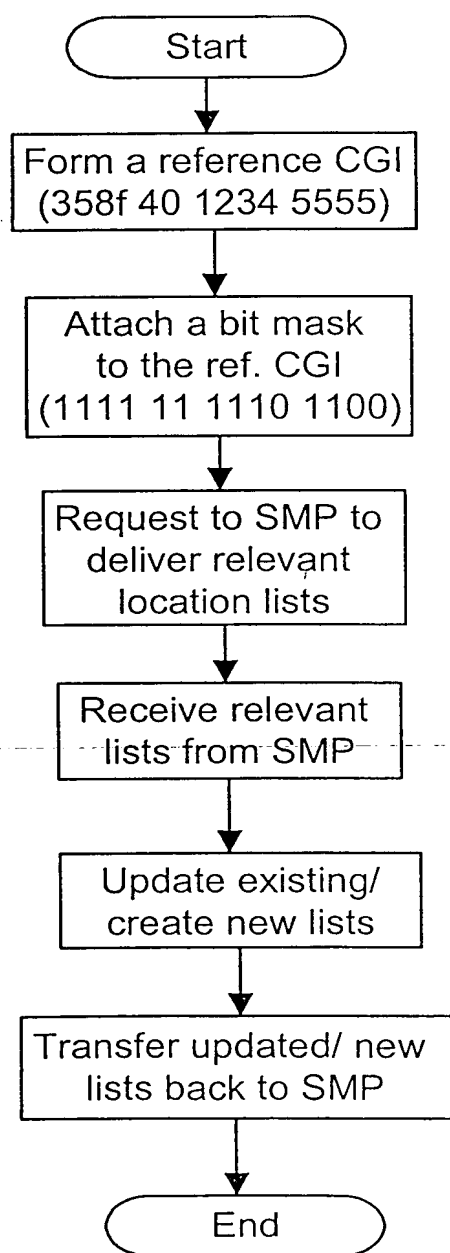 Start
Form a reference CGI
(358f 40 1234 5555)
Attach a bit mask
to the ref. CGI
(1111 11 1110 1100)
Request to SMP to
deliver relevant
location lists
Receive relevant
lists from SMP
Update existing/
create new lists
Transfer updated/ new
lists back to SMP
End